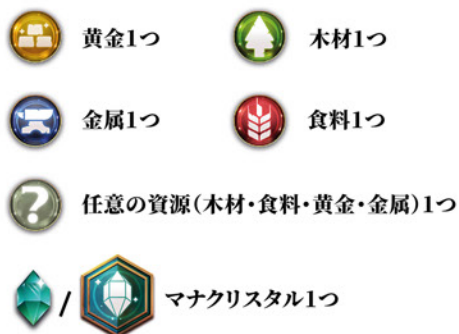 黄金1つ 木材1つ
金属1つ 食料1つ
? 任意の資源(木材・食料・黄金・金属)1つ
/ マナクリスタル1つ